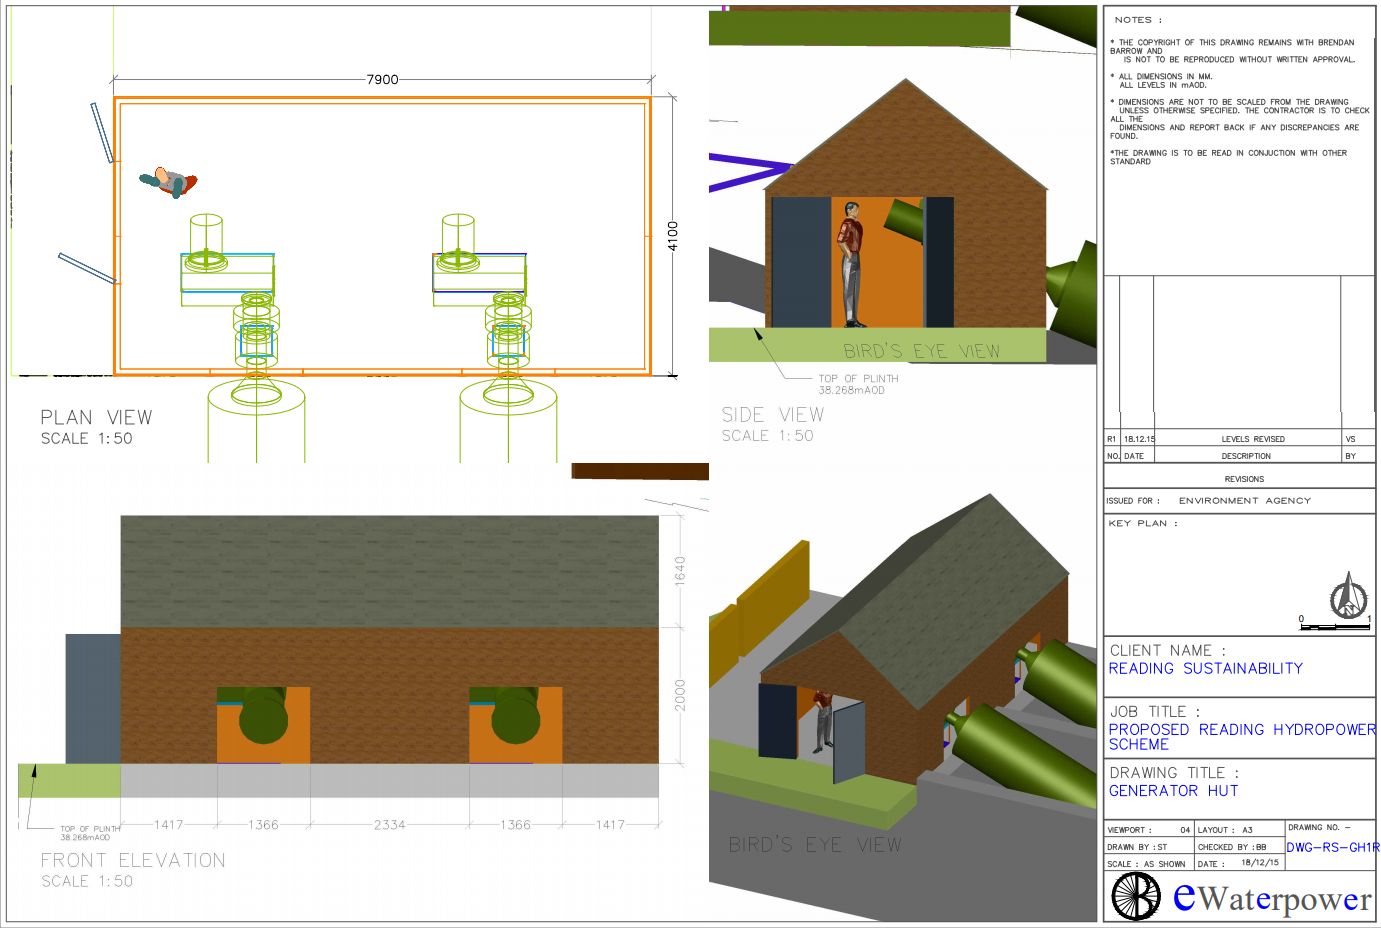 7900
4100
PLAN VIEW
SCALE 1:50
BIRD'S EYE VIEW
TOP OF PLINTH
38.268mAOD
SIDE VIEW
SCALE 1:50
1640
2000
1417
1366
2334
1366
1417
TOP OF PLINTH
38.268mAOD
FRONT ELEVATION
SCALE 1:50
BIRD'S EYE VIEW
NOTES :
* THE COPYRIGHT OF THIS DRAWING REMAINS WITH BRENDAN
BARROW AND
IS NOT TO BE REPRODUCED WITHOUT WRITTEN APPROVAL.
* ALL DIMENSIONS IN MM.
ALL LEVELS IN mAOD.
* DIMENSIONS ARE NOT TO BE SCALED FROM THE DRAWING
UNLESS OTHERWISE SPECIFIED. THE CONTRACTOR IS TO CHECK
ALL THE
DIMENSIONS AND REPORT BACK IF ANY DISCREPANCIES ARE
FOUND.
*THE DRAWING IS TO BE READ IN CONJUCTION WITH OTHER
STANDARD
R1 18.12.15 LEVELS REVISED VS
NO. DATE DESCRIPTION BY
REVISIONS
ISSUED FOR : ENVIRONMENT AGENCY
KEY PLAN :
N
0 1
CLIENT NAME :
READING SUSTAINABILITY
JOB TITLE :
PROPOSED READING HYDROPOWER
SCHEME
DRAWING TITLE :
GENERATOR HUT
VIEWPORT : 04 LAYOUT : A3 DRAWING NO. -
DRAWN BY :ST CHECKED BY :BB DWG-RS-GH1R
SCALE : AS SHOWN DATE : 18/12/15
B eWaterpower